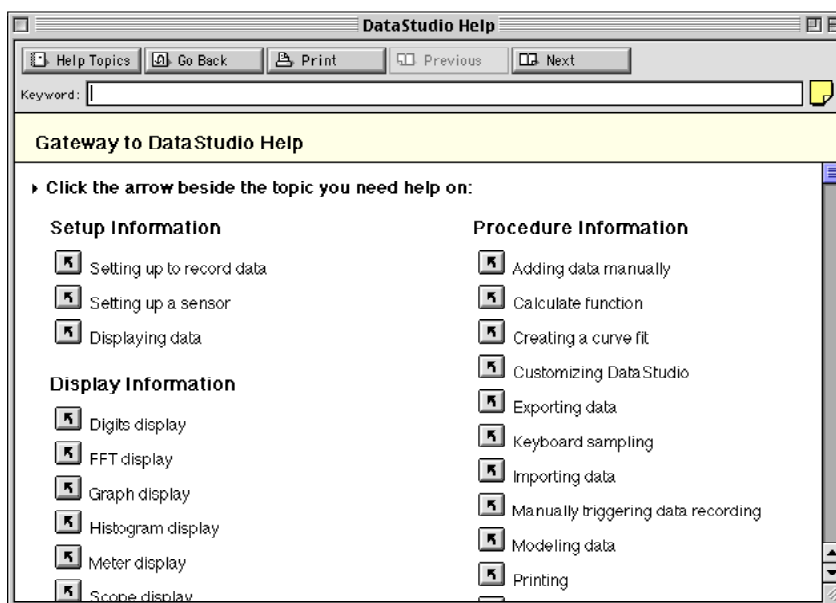 DataStudio Help
Help Topics Go Back Print Previous Next
Keyword:
Gateway to DataStudio Help
Click the arrow beside the topic you need help on:
Setup Information
Setting up to record data
Setting up a sensor
Displaying data
Display Information
Digits display
FFT display
Graph display
Histogram display
Meter display
Scope display
Procedure Information
Adding data manually
Calculate function
Creating a curve fit
Customizing DataStudio
Exporting data
Keyboard sampling
Importing data
Manually triggering data recording
Modeling data
Printing